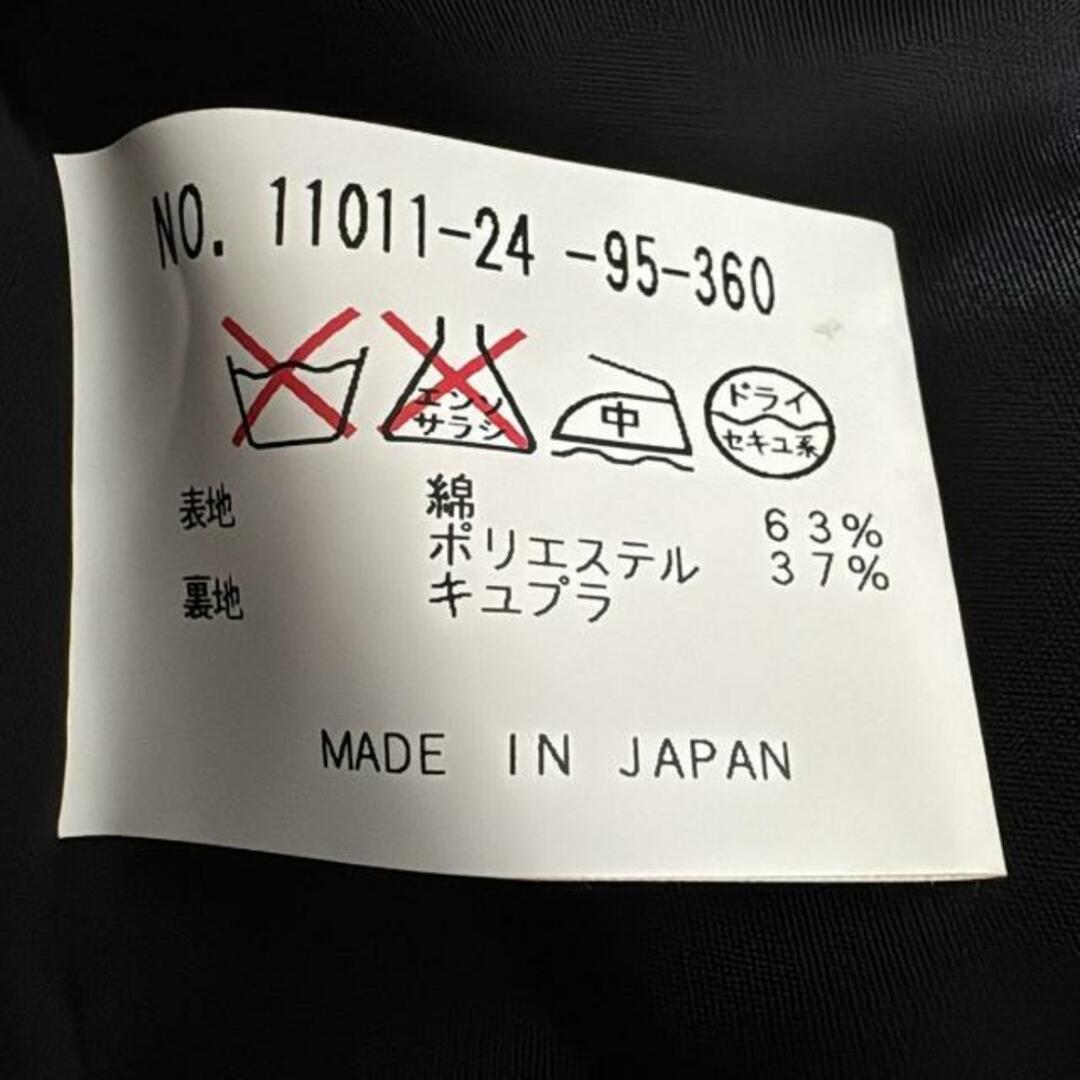 NO. 11011-24 -95-360
エンソ
サラシ
中
ドライ
セキユ系
表地 綿 63%
ポリエステル 37%
裏地 キュプラ
MADE IN JAPAN